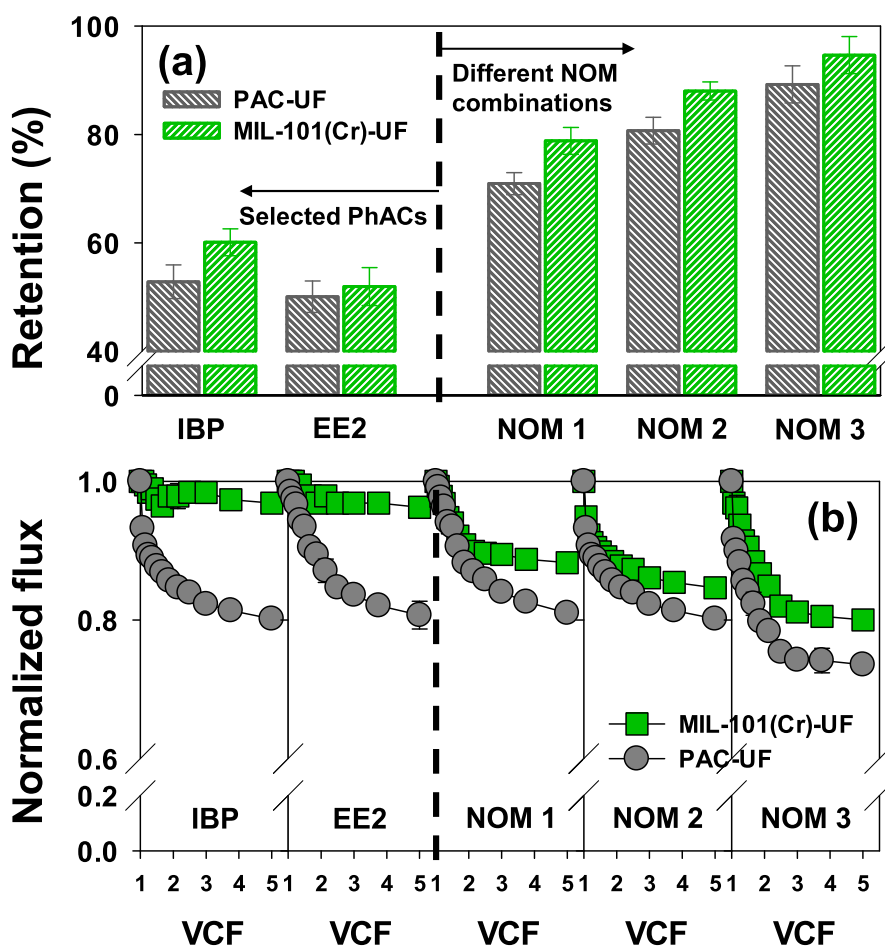 100
80
60
40
0
Retention (%)
(a)
PAC-UF
MIL-101(Cr)-UF
Different NOM
combinations
Selected PhACs
IBP
EE2
NOM 1
NOM 2
NOM 3
1.0
0.8
0.6
0.2
0.0
Normalized flux
(b)
MIL-101(Cr)-UF
PAC-UF
IBP
EE2
NOM 1
NOM 2
NOM 3
1 2 3 4 5
1 2 3 4 5
1 2 3 4 5
1 2 3 4 5
1 2 3 4 5
VCF
VCF
VCF
VCF
VCF